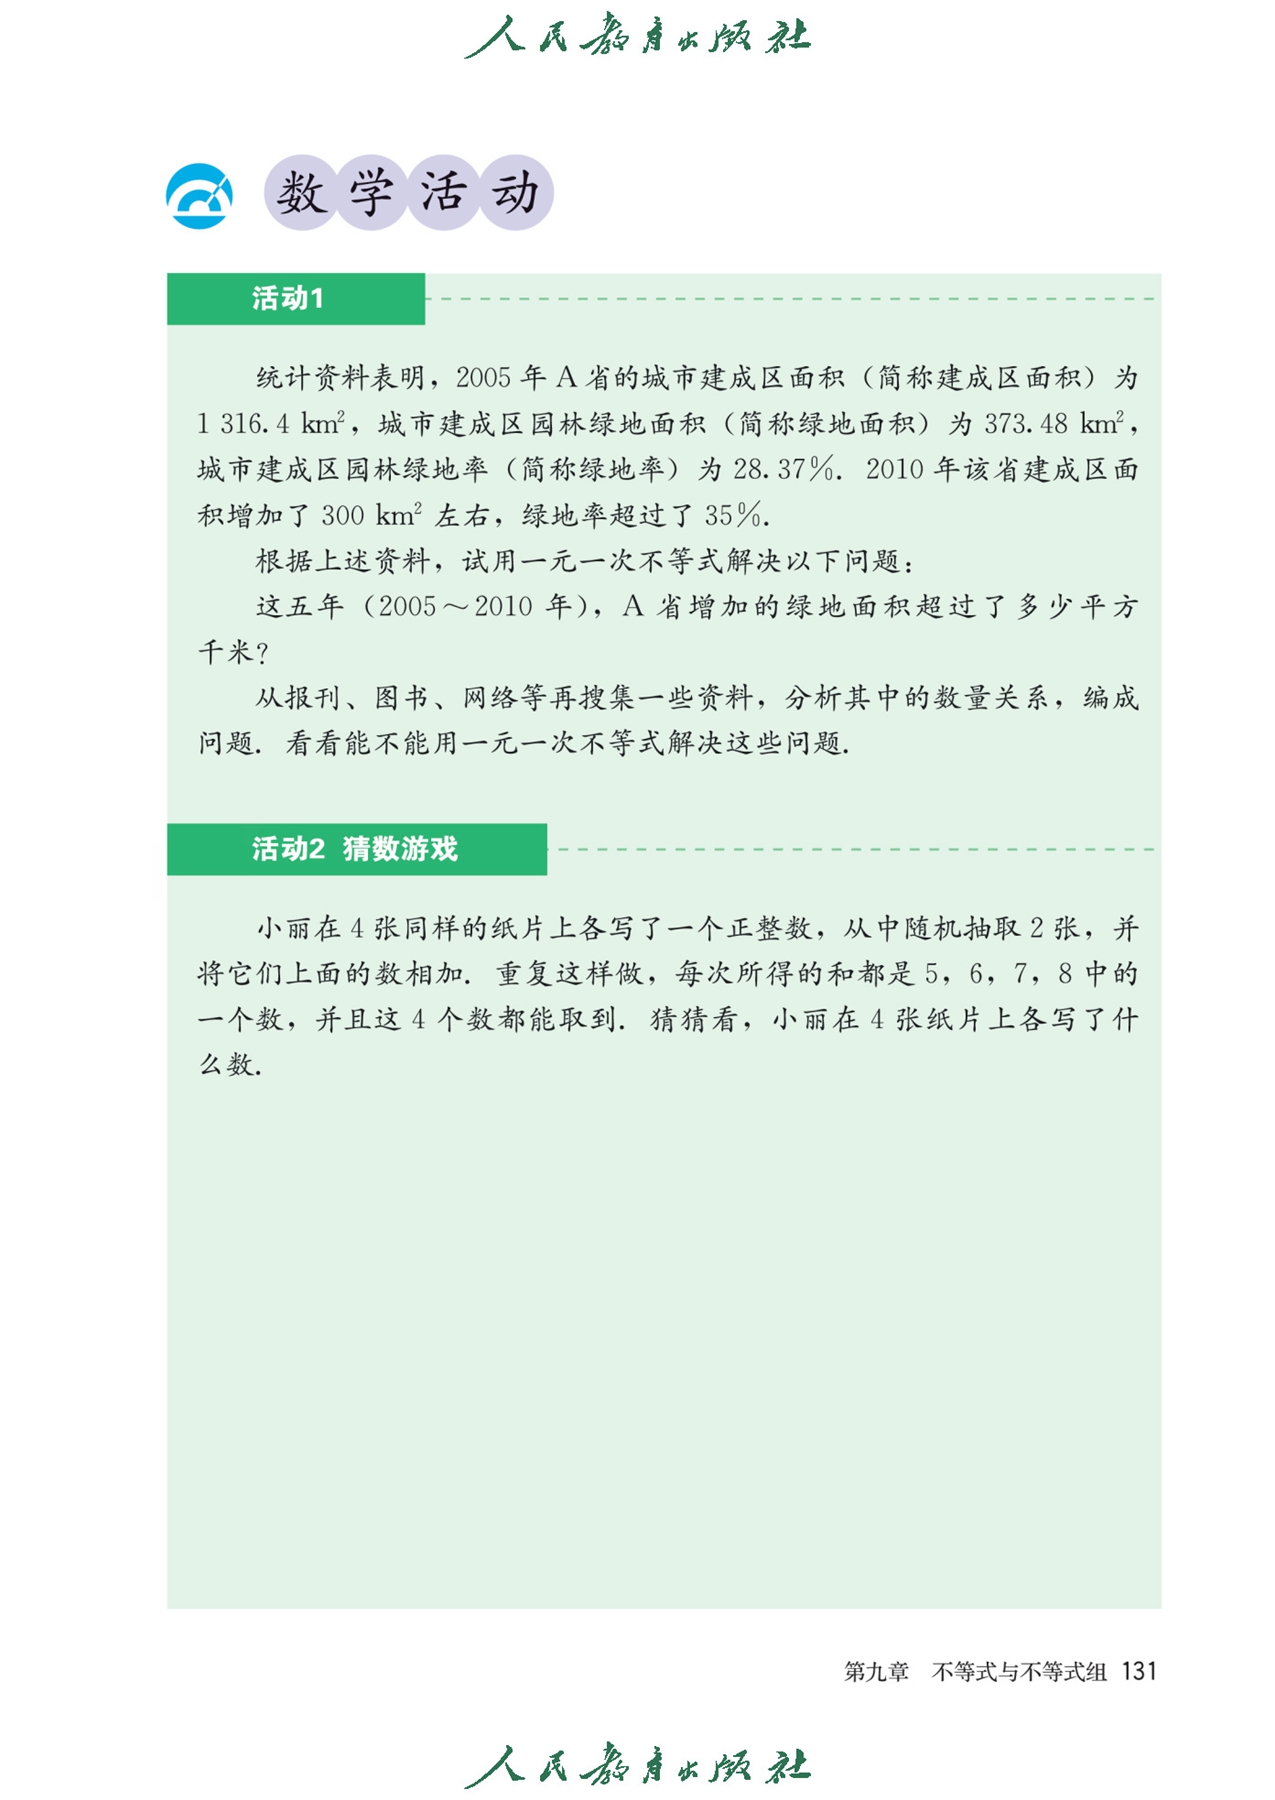 人民教育出版社
数学活动
活动1
统计资料表明，2005 年 A 省的城市建成区面积（简称建成区面积）为
1 316.4 km²，城市建成区园林绿地面积（简称绿地面积）为 373.48 km²，
城市建成区园林绿地率（简称绿地率）为 28.37%. 2010 年该省建成区面
积增加了 300 km² 左右，绿地率超过了 35%.
根据上述资料，试用一元一次不等式解决以下问题：
这五年（2005～2010 年），A 省增加的绿地面积超过了多少平方
千米？
从报刊、图书、网络等再搜集一些资料，分析其中的数量关系，编成
问题. 看看能不能用一元一次不等式解决这些问题.
活动2 猜数游戏
小丽在 4 张同样的纸片上各写了一个正整数，从中随机抽取 2 张，并
将它们上面的数相加. 重复这样做，每次所得的和都是 5，6，7，8 中的
一个数，并且这 4 个数都能取到. 猜猜看，小丽在 4 张纸片上各写了什
么数.
第九章 不等式与不等式组 131
人民教育出版社